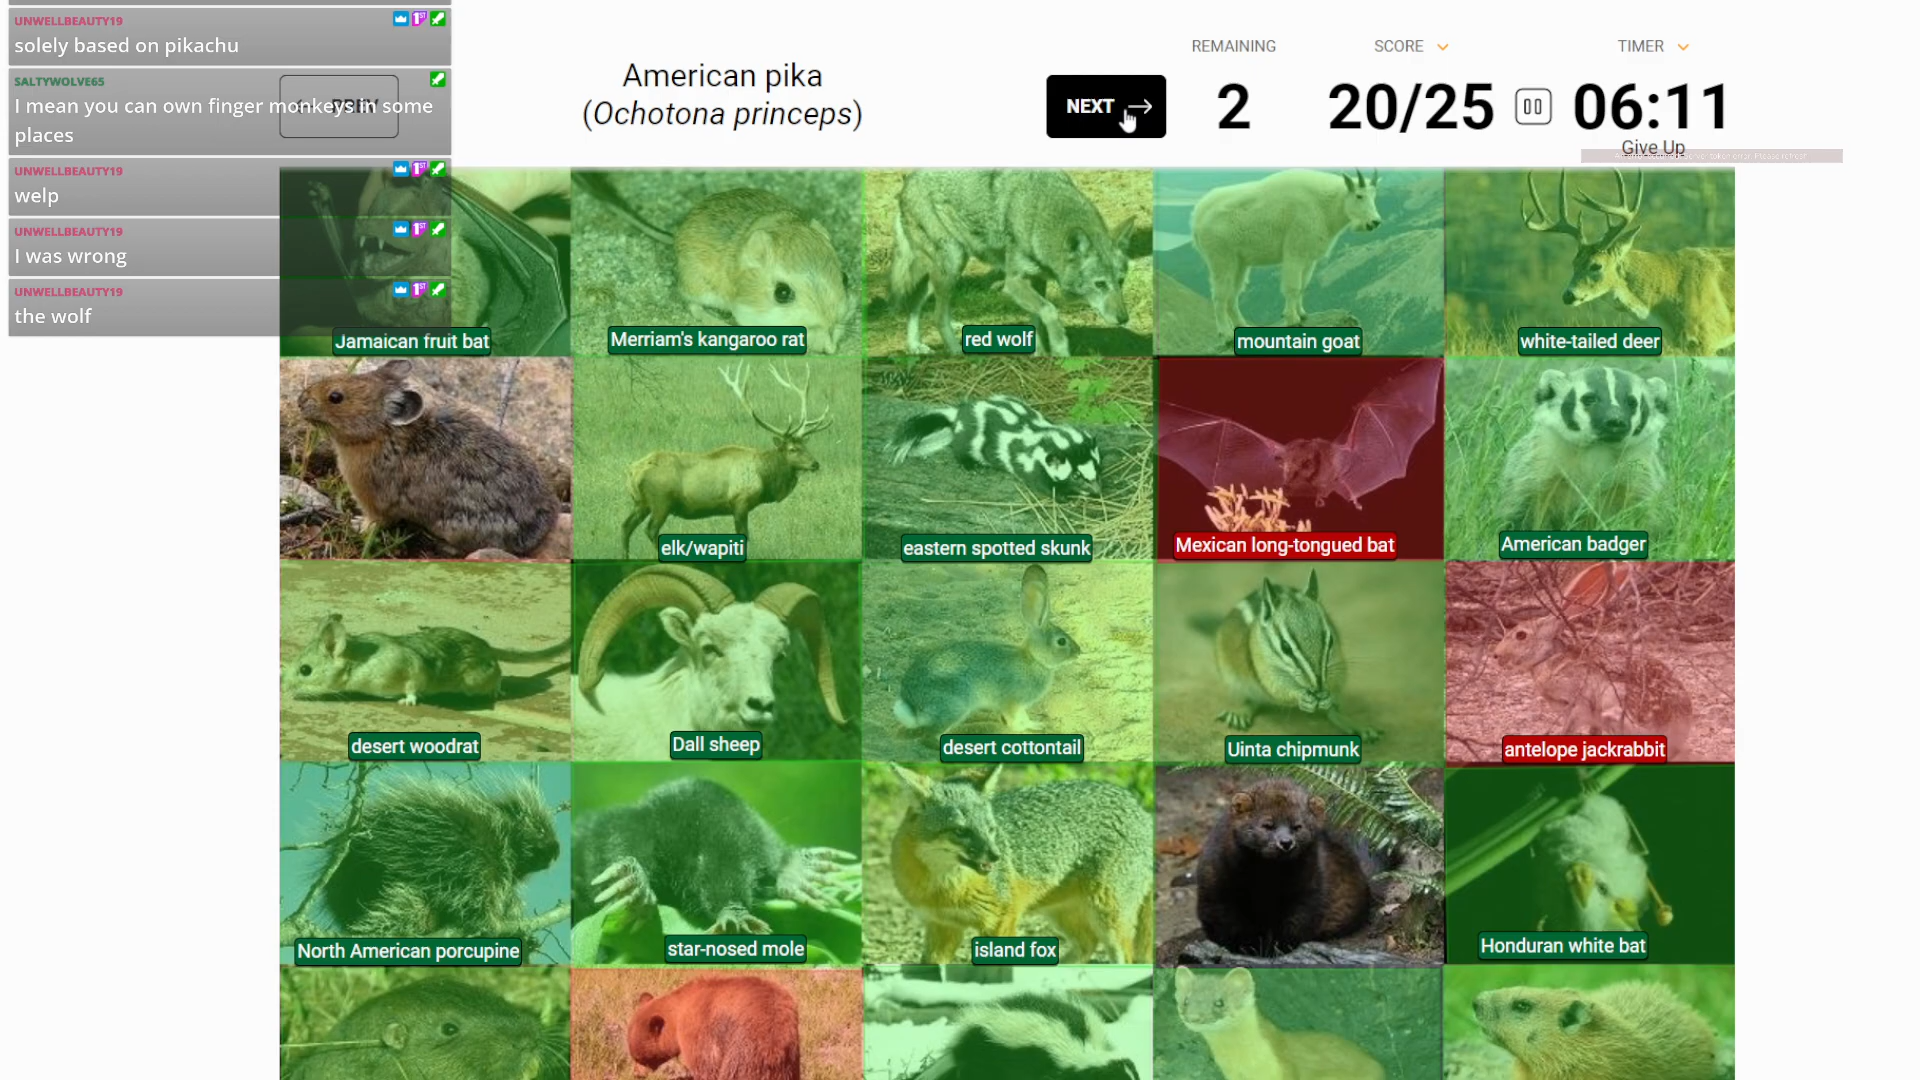 UNWELLBEAUTY19
solely based on pikachu
SALTYWOLVE65
I mean you can own finger monkeys in some
places
UNWELLBEAUTY19
welp
UNWELLBEAUTY19
I was wrong
UNWELLBEAUTY19
the wolf
American pika
(Ochotona princeps)
NEXT →
REMAINING
2
SCORE
20/25
TIMER
06:11
Give Up
Jamaican fruit bat
Merriam's kangaroo rat
red wolf
mountain goat
white-tailed deer
elk/wapiti
eastern spotted skunk
Mexican long-tongued bat
American badger
desert woodrat
Dall sheep
desert cottontail
Uinta chipmunk
antelope jackrabbit
North American porcupine
star-nosed mole
island fox
Honduran white bat